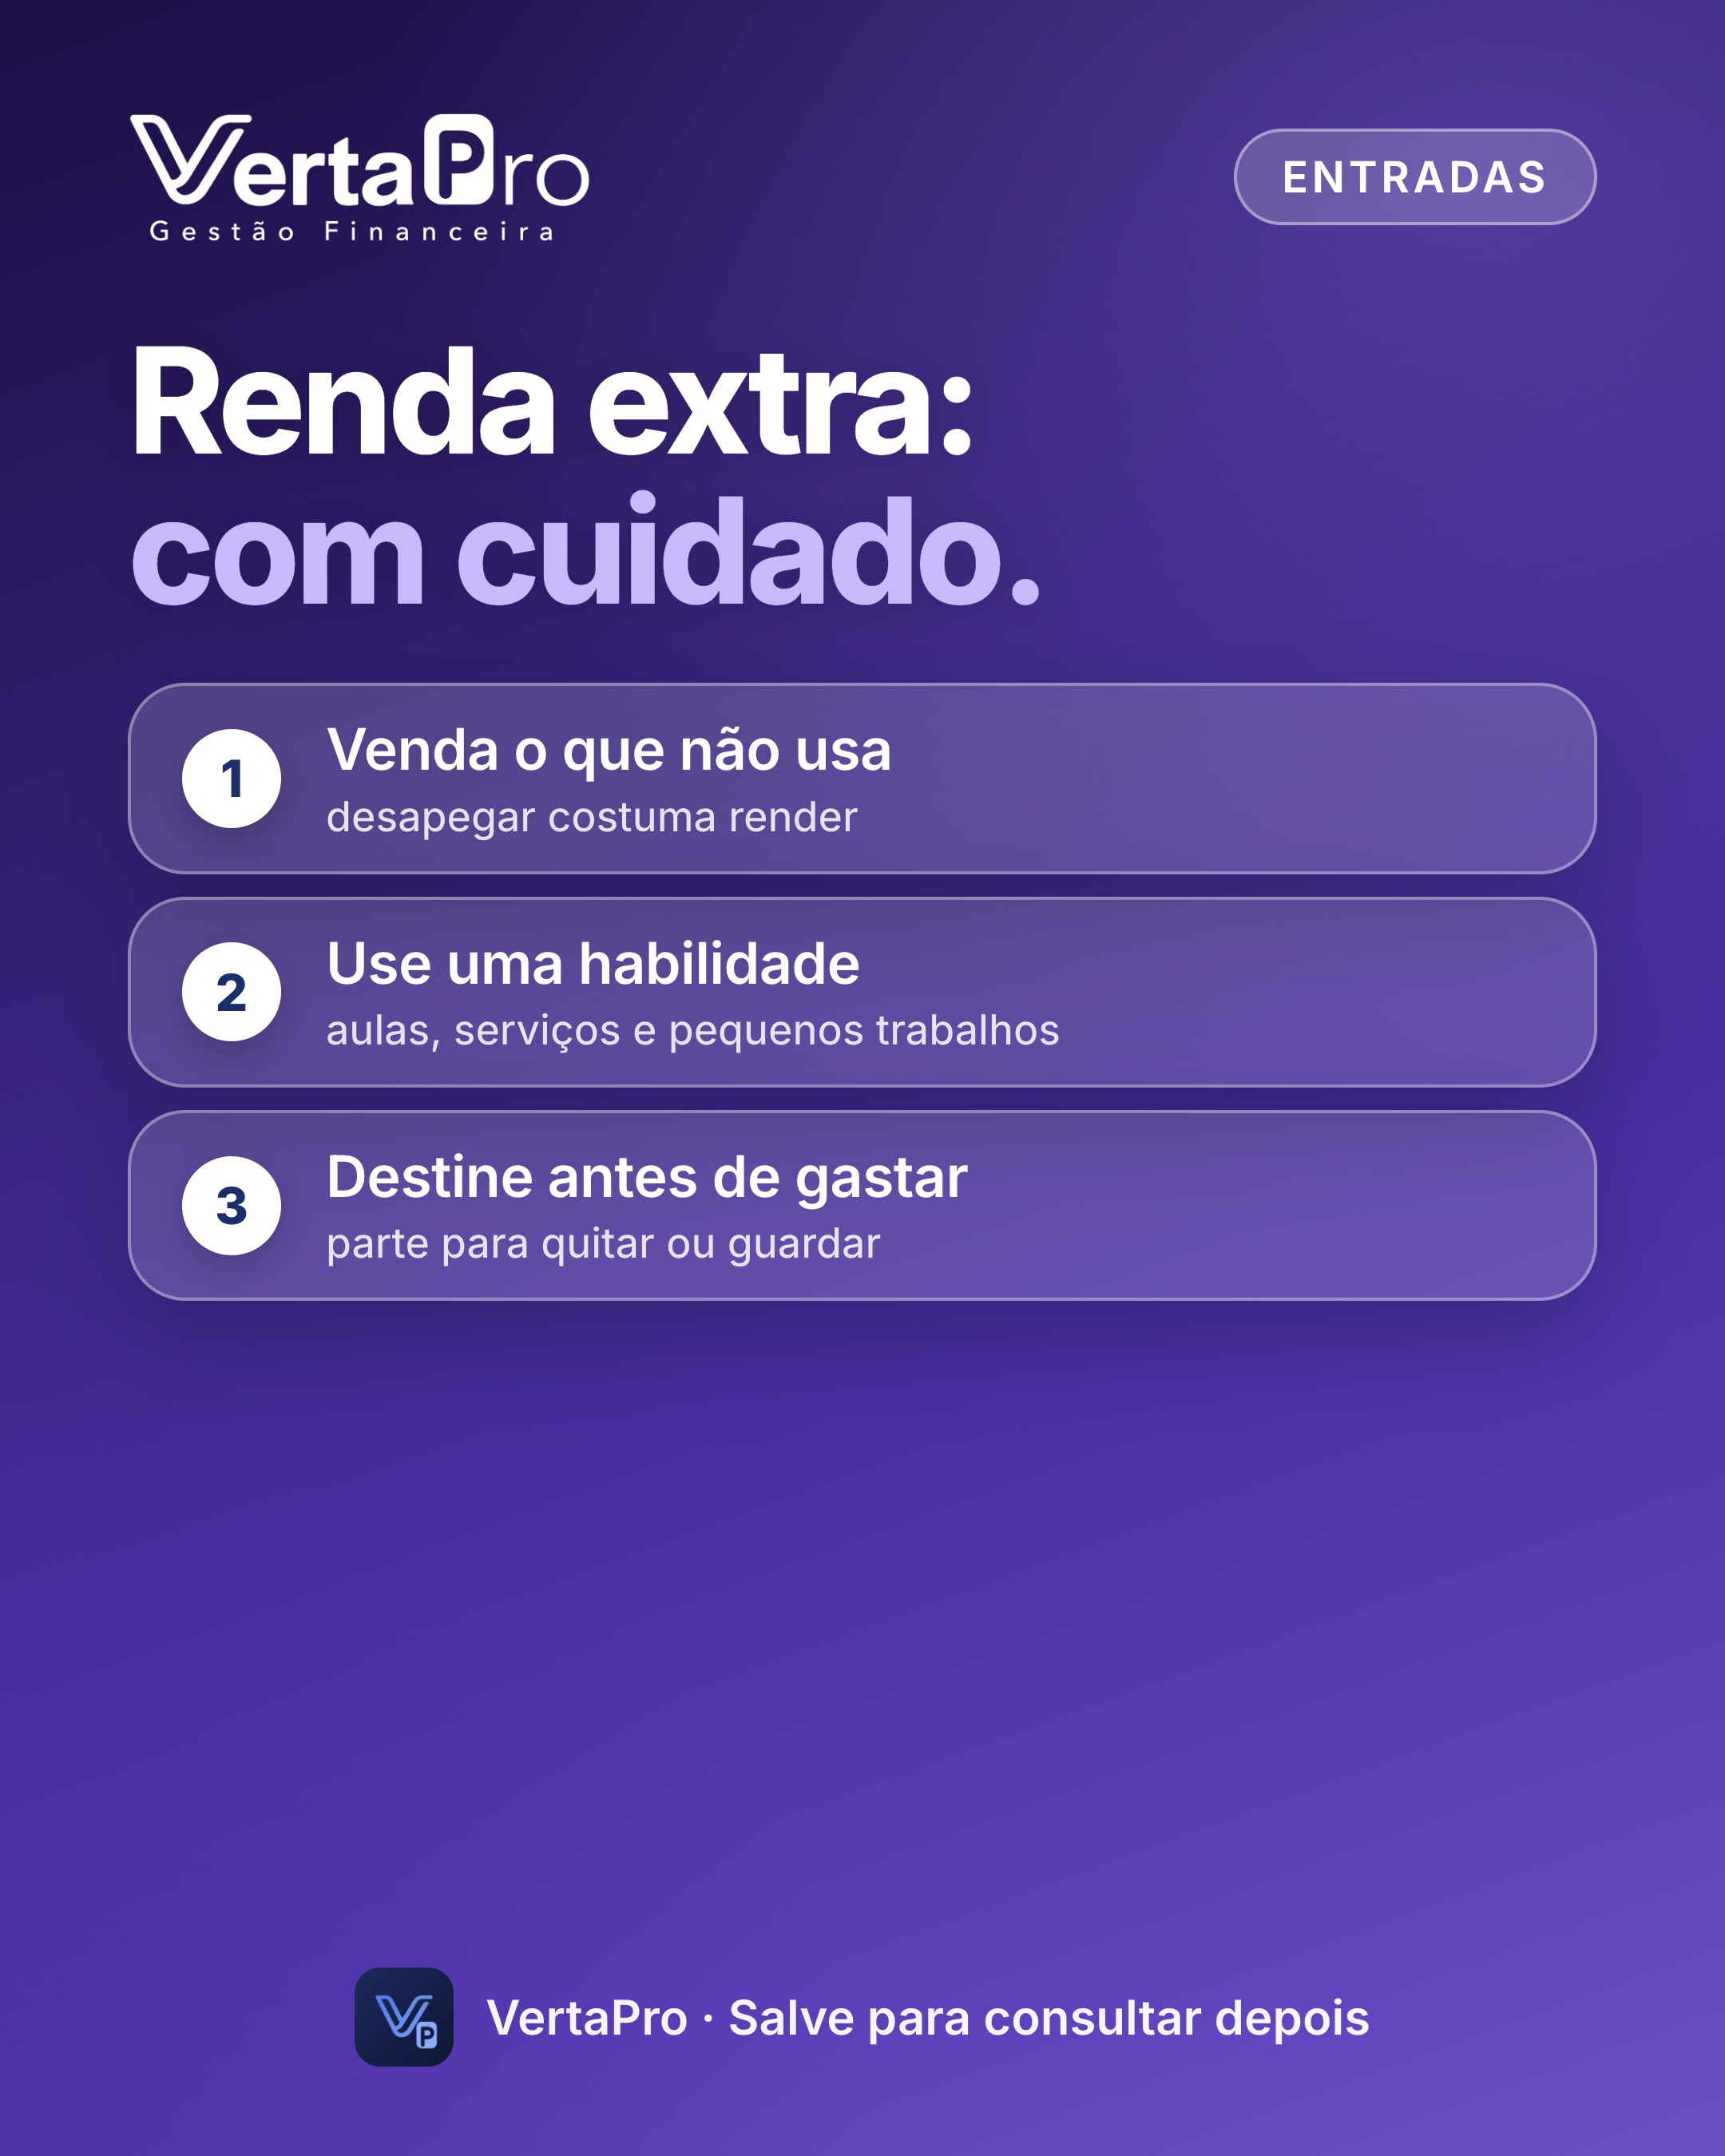 VertaPro
Gestão Financeira
ENTRADAS
Renda extra:
com cuidado.
1
Venda o que não usa
desapegar costuma render
2
Use uma habilidade
aulas, serviços e pequenos trabalhos
3
Destine antes de gastar
parte para quitar ou guardar
VP
VertaPro · Salve para consultar depois